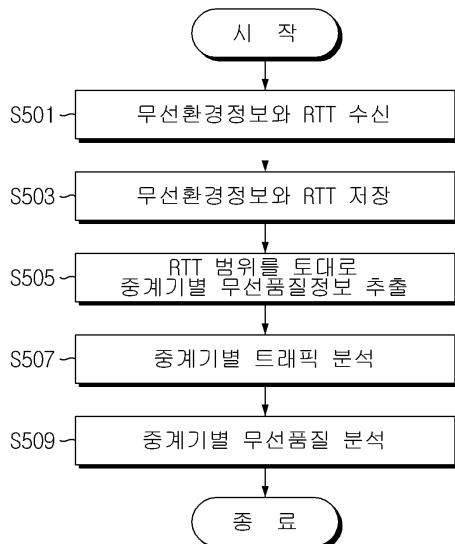 시 작
S501 무선환경정보와 RTT 수신
S503 무선환경정보와 RTT 저장
S505 RTT 범위를 토대로
중계기별 무선품질정보 추출
S507 중계기별 트래픽 분석
S509 중계기별 무선품질 분석
종 료